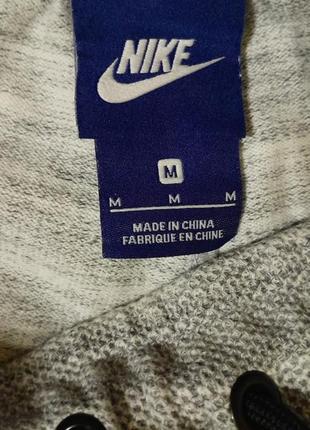 NIKE
M
M M M
MADE IN CHINA
FABRIQUE EN CHINE